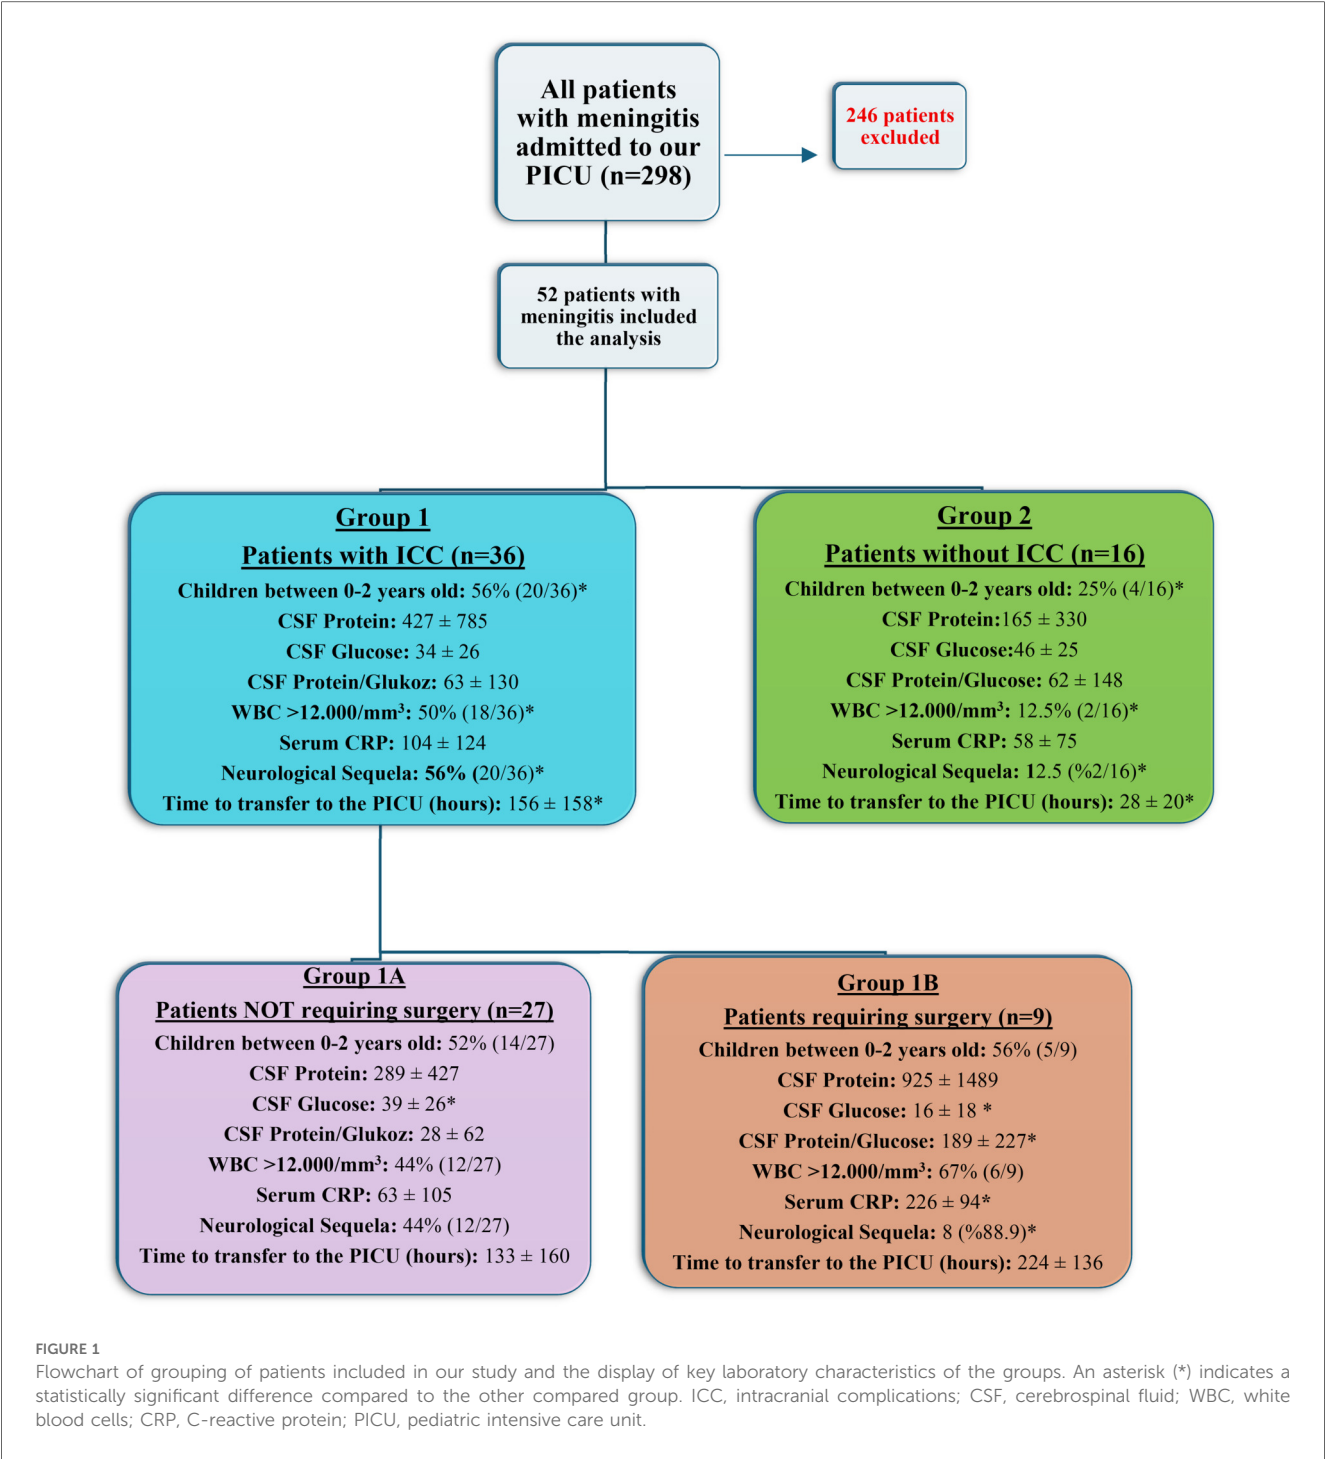 All patients
with meningitis
admitted to our
PICU (n=298)
246 patients
excluded
52 patients with
meningitis included
the analysis
Group 1
Patients with ICC (n=36)
Children between 0-2 years old: 56% (20/36)*
CSF Protein: 427 ± 785
CSF Glucose: 34 ± 26
CSF Protein/Glukoz: 63 ± 130
WBC >12.000/mm³: 50% (18/36)*
Serum CRP: 104 ± 124
Neurological Sequela: 56% (20/36)*
Time to transfer to the PICU (hours): 156 ± 158*
Group 2
Patients without ICC (n=16)
Children between 0-2 years old: 25% (4/16)*
CSF Protein:165 ± 330
CSF Glucose:46 ± 25
CSF Protein/Glucose: 62 ± 148
WBC >12.000/mm³: 12.5% (2/16)*
Serum CRP: 58 ± 75
Neurological Sequela: 12.5 (%2/16)*
Time to transfer to the PICU (hours): 28 ± 20*
Group 1A
Patients NOT requiring surgery (n=27)
Children between 0-2 years old: 52% (14/27)
CSF Protein: 289 ± 427
CSF Glucose: 39 ± 26*
CSF Protein/Glukoz: 28 ± 62
WBC >12.000/mm³: 44% (12/27)
Serum CRP: 63 ± 105
Neurological Sequela: 44% (12/27)
Time to transfer to the PICU (hours): 133 ± 160
Group 1B
Patients requiring surgery (n=9)
Children between 0-2 years old: 56% (5/9)
CSF Protein: 925 ± 1489
CSF Glucose: 16 ± 18 *
CSF Protein/Glucose: 189 ± 227*
WBC >12.000/mm³: 67% (6/9)
Serum CRP: 226 ± 94*
Neurological Sequela: 8 (%88.9)*
Time to transfer to the PICU (hours): 224 ± 136
FIGURE 1
Flowchart of grouping of patients included in our study and the display of key laboratory characteristics of the groups. An asterisk (*) indicates a
statistically significant difference compared to the other compared group. ICC, intracranial complications; CSF, cerebrospinal fluid; WBC, white
blood cells; CRP, C-reactive protein; PICU, pediatric intensive care unit.